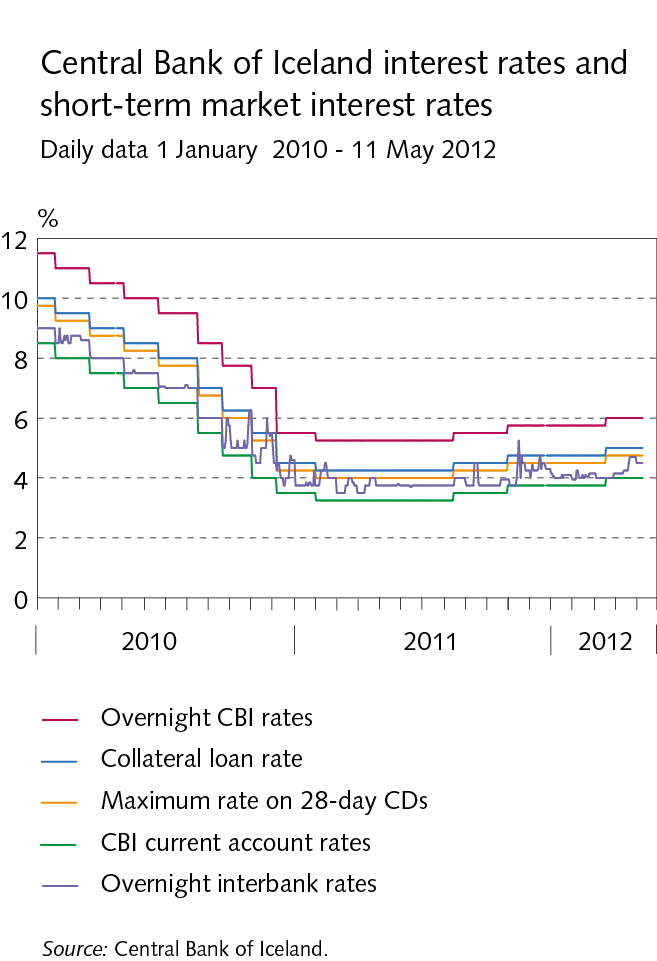 Central Bank of Iceland interest rates and
short-term market interest rates
Daily data 1 January 2010 - 11 May 2012
%
12
10
8
6
4
2
0
2010 2011 2012
Overnight CBI rates
Collateral loan rate
Maximum rate on 28-day CDs
CBI current account rates
Overnight interbank rates
Source: Central Bank of Iceland.